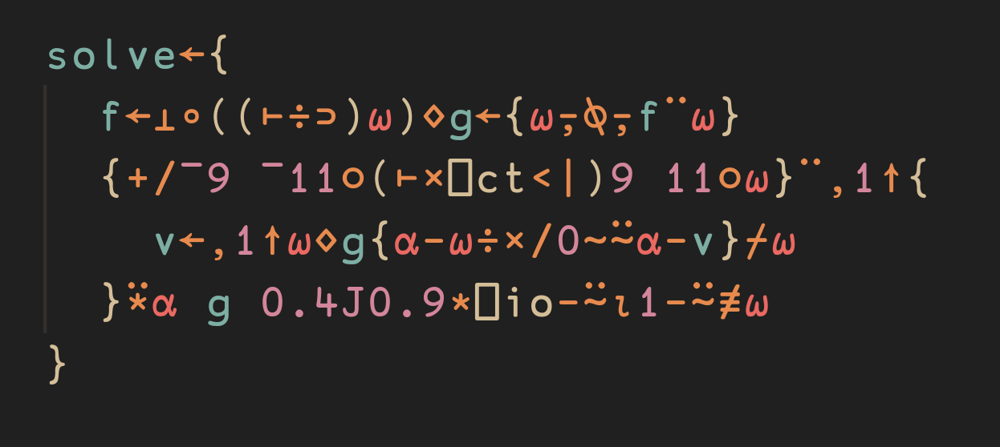 solve←{
f←⊥∘((⊢÷⊃)⍵)⋄g←{⍵⍪⍉⍪f¨⍵}
{+/¯9 ¯11○(⊢×⎕ct<|)9 11○⍵}¨,1↑{
v←,1↑⍵⋄g{⍺-⍵÷×/0~⍨⍺-v}⌿⍵
}⍣⍺ g 0.4J0.9*⎕io-⍨⍳1-⍨≢⍵
}